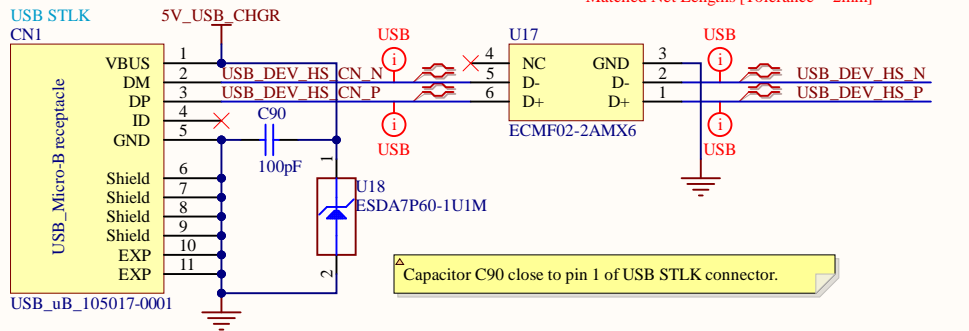 Matched Net Lengths [Tolerance = 2mm]
USB STLK
CN1
5V_USB_CHGR
VBUS 1
DM 2
DP 3
ID 4
GND 5
Shield 6
Shield 7
Shield 8
Shield 9
EXP 10
EXP 11
USB_Micro-B receptacle
USB_uB_105017-0001
USB_DEV_HS_CN_N
USB_DEV_HS_CN_P
C90
100pF
1
U18
ESDA7P60-1U1M
2
USB
i
i
USB
U17
4 NC GND 3
5 D- D- 2
6 D+ D+ 1
ECMF02-2AMX6
USB
i
i
USB
USB_DEV_HS_N
USB_DEV_HS_P
Capacitor C90 close to pin 1 of USB STLK connector.